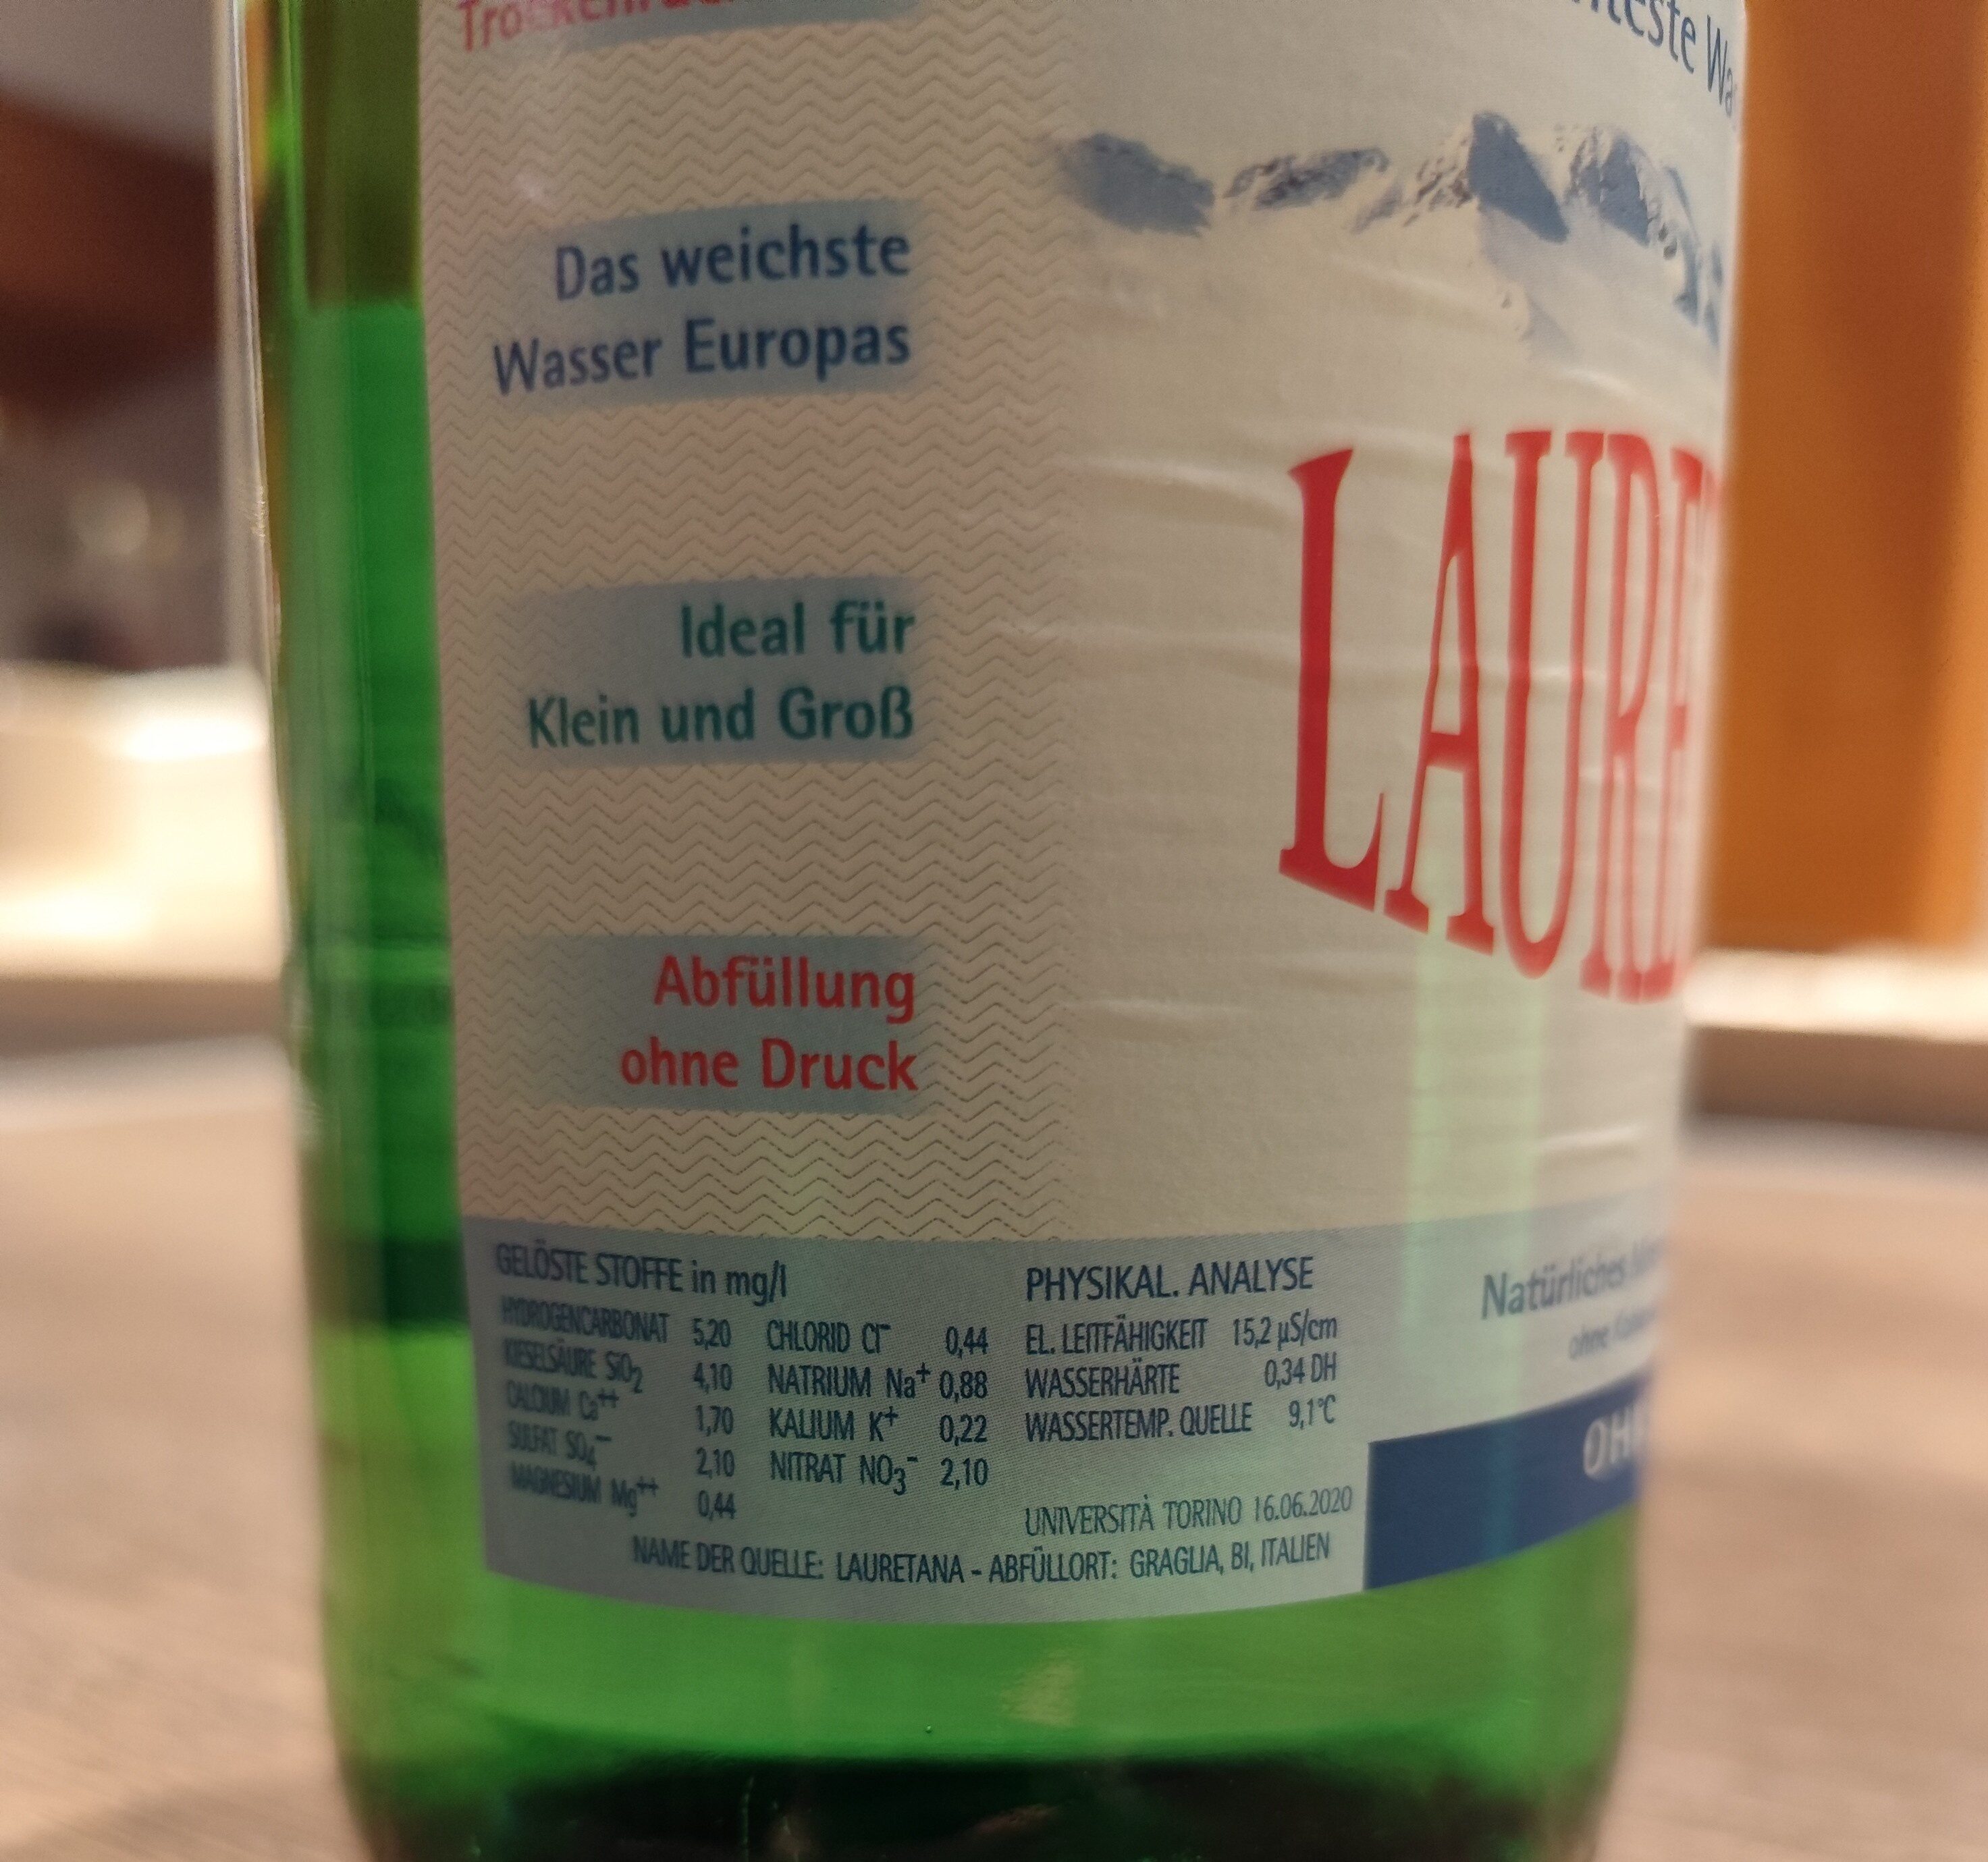 Das weichste
Wasser Europas
Ideal für
Klein und Groß
Abfüllung
ohne Druck
GELÖSTE STOFFE in mg/l
HYDROGENCARBONAT 5,20
KIESELSÄURE SiO₂ 4,10
CALCIUM Ca⁺⁺ 1,70
SULFAT SO₄⁻ 2,10
MAGNESIUM Mg⁺⁺ 0,44
CHLORID Cl⁻ 0,44
NATRIUM Na⁺ 0,88
KALIUM K⁺ 0,22
NITRAT NO₃⁻ 2,10
PHYSIKAL. ANALYSE
EL. LEITFÄHIGKEIT 15,2 µS/cm
WASSERHÄRTE 0,34 DH
WASSERTEMP. QUELLE 9,1°C
UNIVERSITÀ TORINO 16.06.2020
NAME DER QUELLE: LAURETANA - ABFÜLLORT: GRAGLIA, BI, ITALIEN
LAURE
Natürliches
ohne